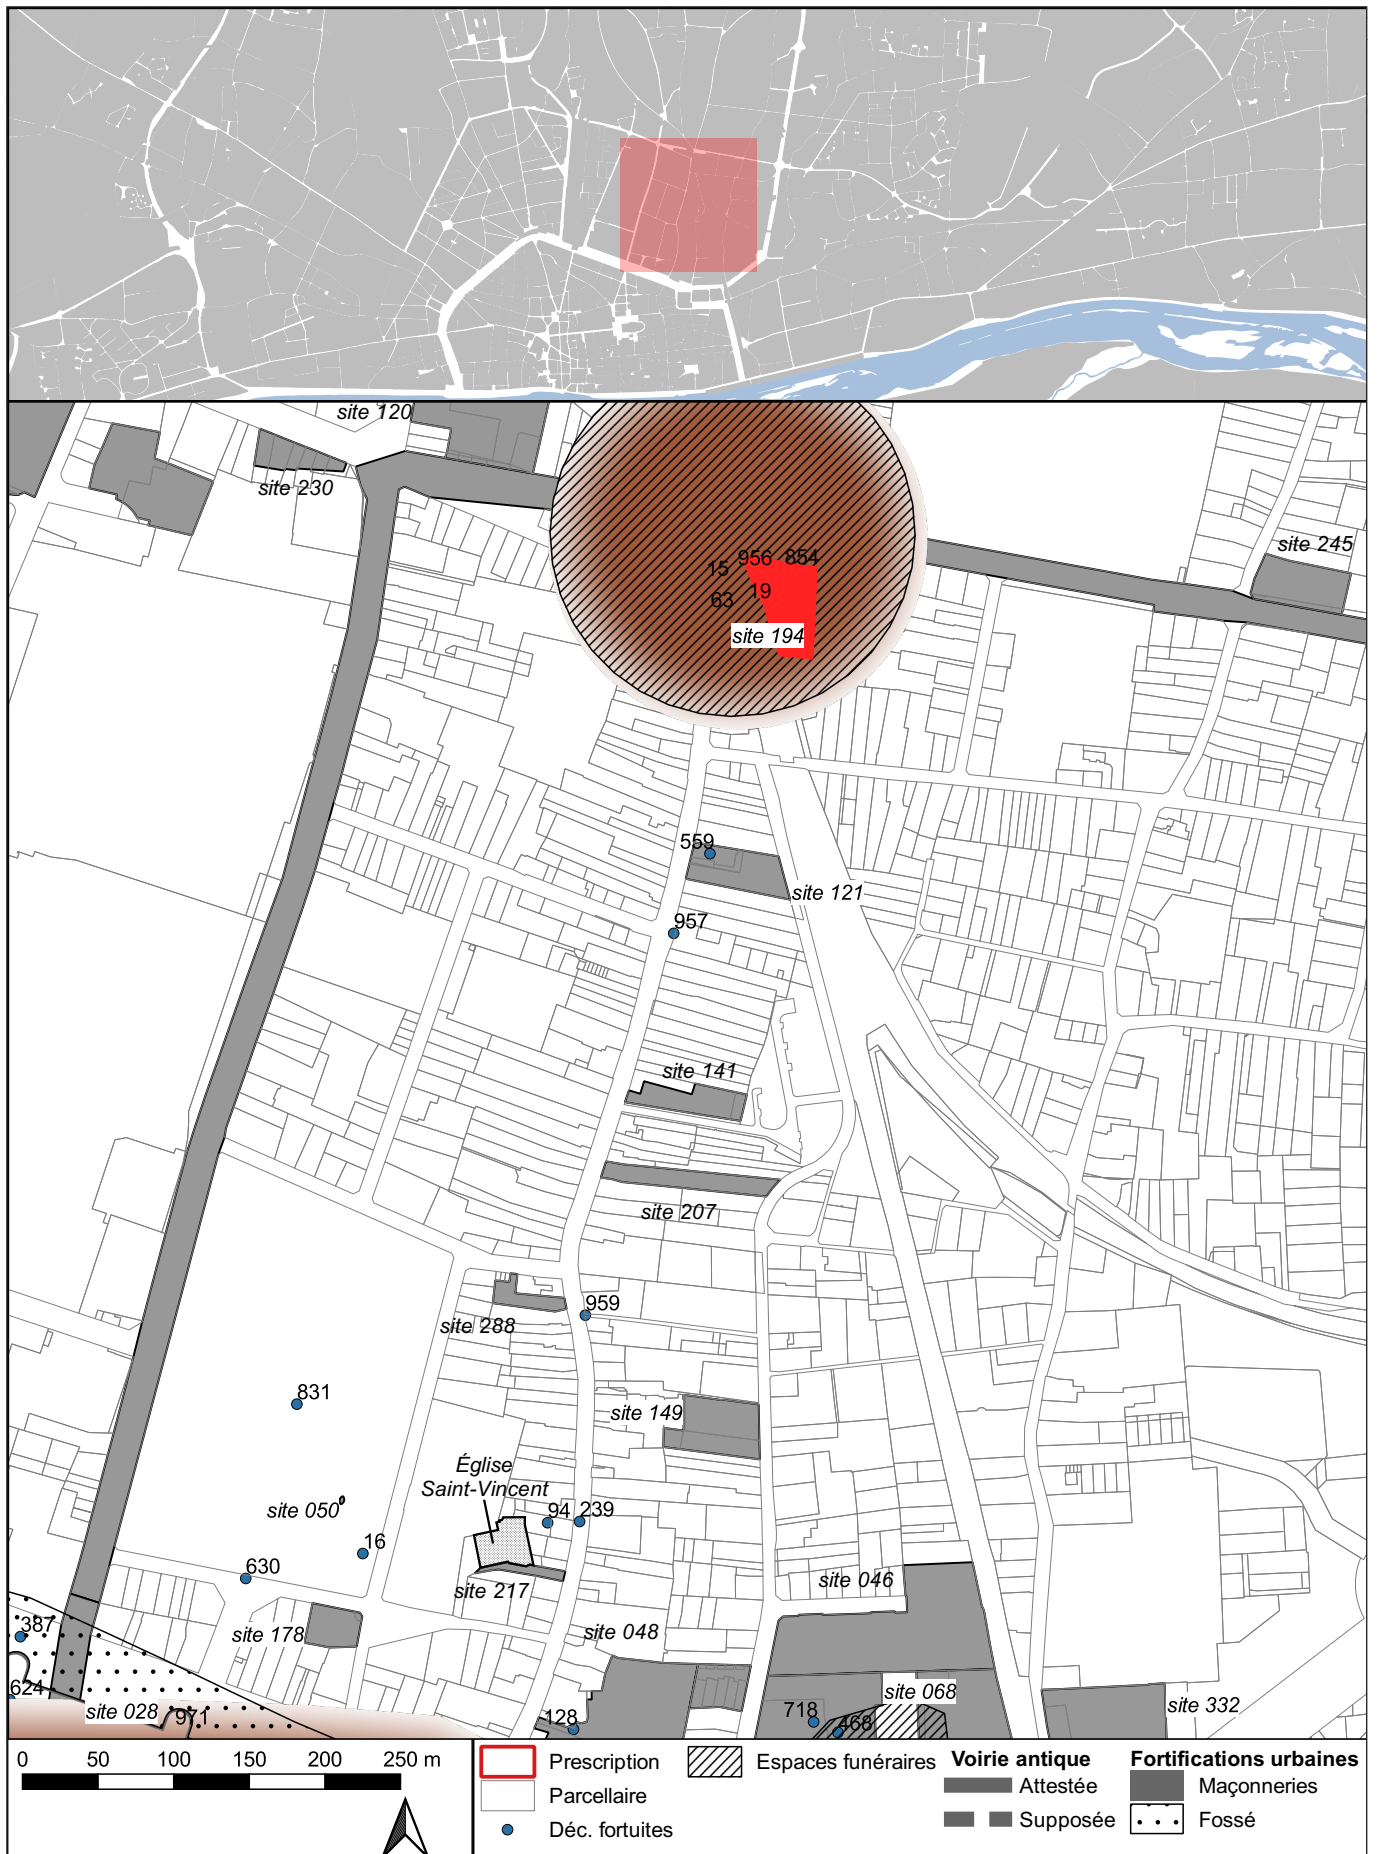 site 120
site 230
site 245
956 854
15
19
63
site 194
559
site 121
957
site 141
site 207
959
site 288
831
site 149
Église
Saint-Vincent
site 050
94 239
16
630
site 046
site 217
387
site 178
site 048
624
site 028
971
128
718
468
site 068
site 332
0 50 100 150 200 250 m
Prescription
Parcellaire
Déc. fortuites
Espaces funéraires
Voirie antique
Attestée
Supposée
Fortifications urbaines
Maçonneries
Fossé